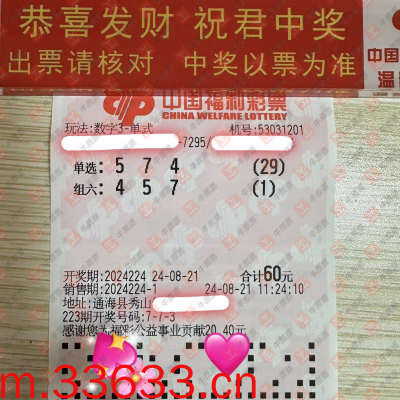 恭喜发财 祝君中奖
出票请核对 中奖以票为准
中国
温
中国福利彩票
CHINA WELFARE LOTTERY
玩法:数字3-单式 机号:53031201
-7295/
单选: 5 7 4 (29)
组六: 4 5 7 (1)
开奖期:2024224 24-08-21 合计60元
销售期:2024224-1 24-08-21 11:24:10
地址:通海县秀山
223期开奖号码:7-7-3
感谢您为福彩公益事业贡献20.40元
m.33633.cn